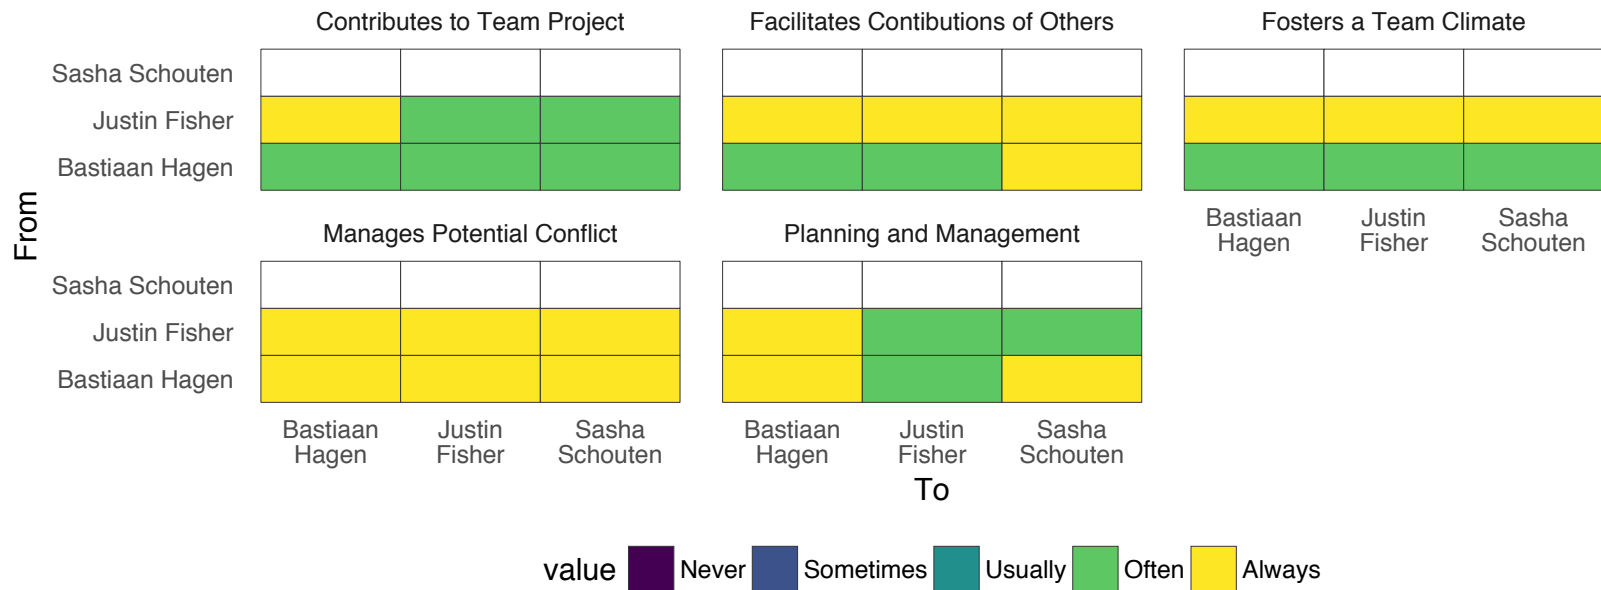 Contributes to Team Project
Facilitates Contibutions of Others
Fosters a Team Climate
Sasha Schouten
Justin Fisher
Bastiaan Hagen
From
Bastiaan
Hagen
Justin
Fisher
Sasha
Schouten
Manages Potential Conflict
Planning and Management
Sasha Schouten
Justin Fisher
Bastiaan Hagen
Bastiaan
Hagen
Justin
Fisher
Sasha
Schouten
Bastiaan
Hagen
Justin
Fisher
Sasha
Schouten
To
value Never Sometimes Usually Often Always